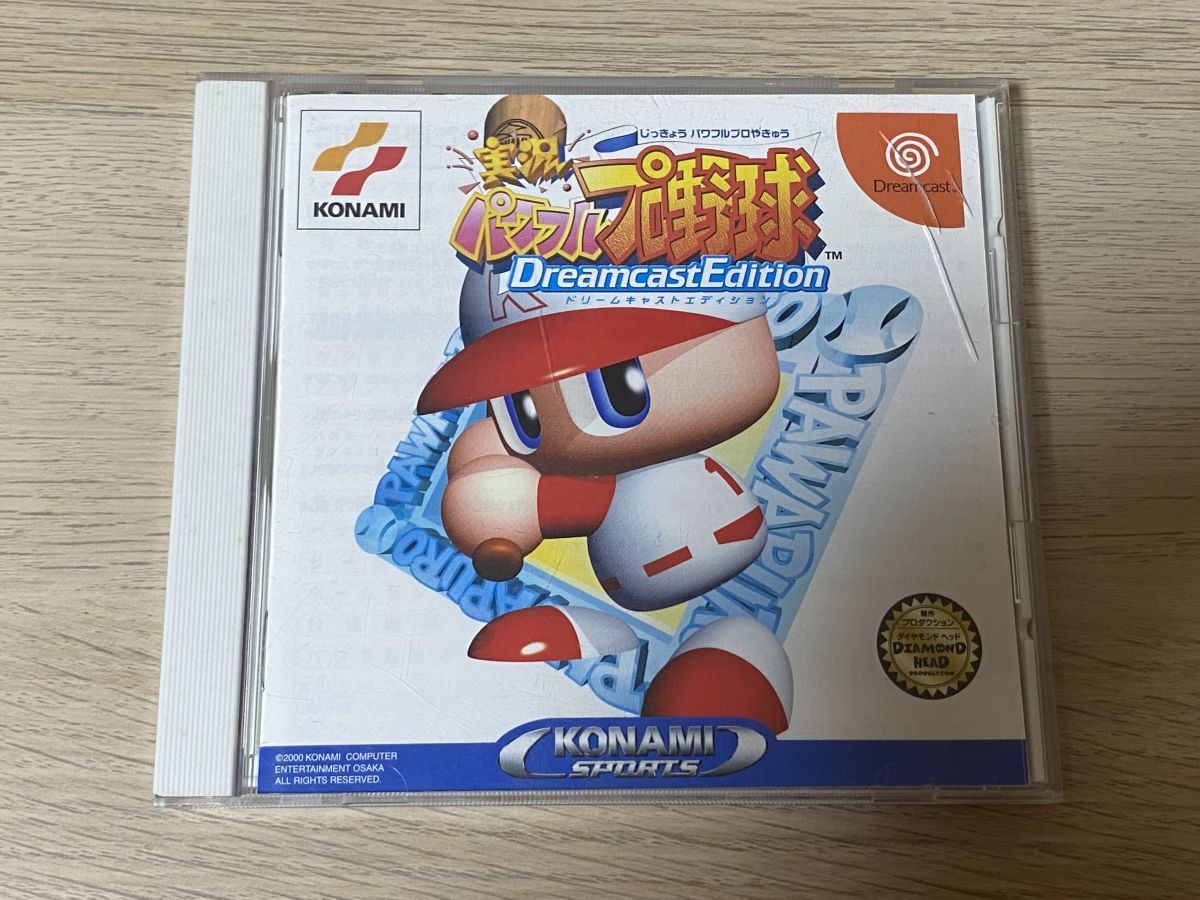 KONAMI
じっきょう パワフルプロやきゅう
実況
パワフル プロ野球
TM
DreamcastEdition
ドリームキャストエディション
Dreamcast
TM
PAWAPURO
1
制作
プロダクション
ダイヤモンド ヘッド
DIAMOND
HEAD
PRODUCTION
KONAMI
SPORTS
©2000 KONAMI COMPUTER
ENTERTAINMENT OSAKA
ALL RIGHTS RESERVED.